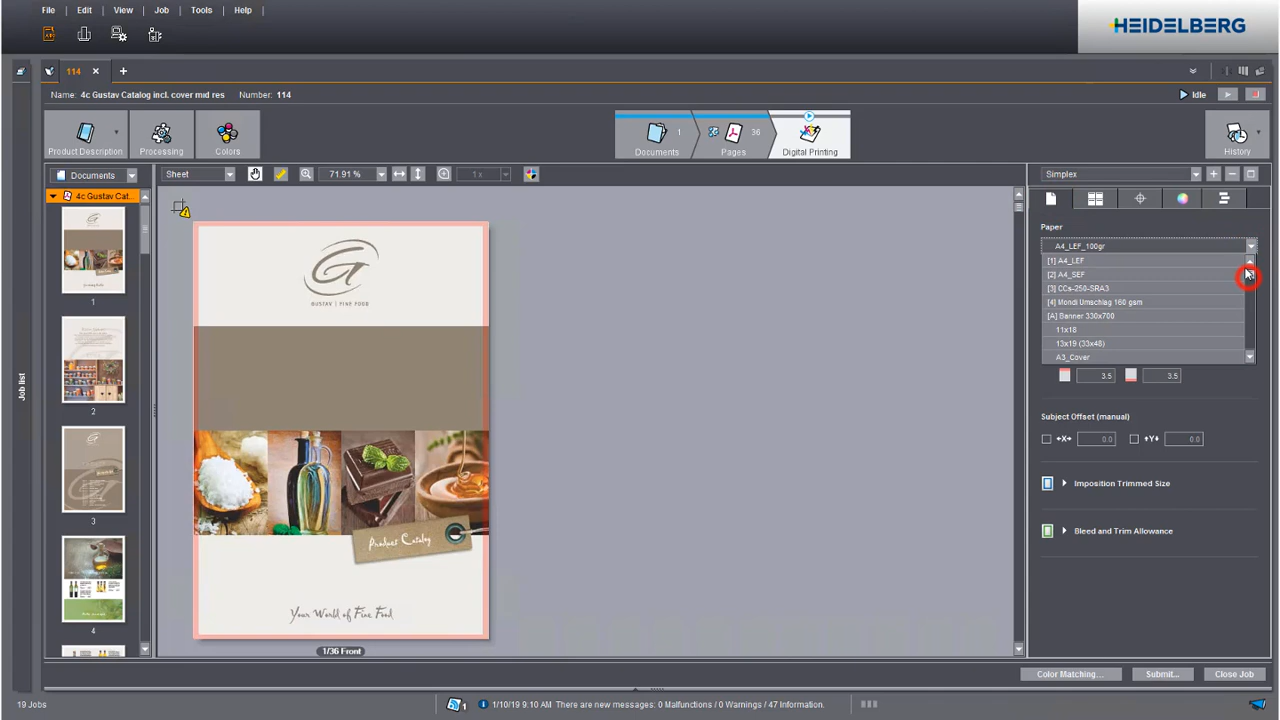 File Edit View Job Tools Help
HEIDELBERG
114
Name: 4c Gustav Catalog incl. cover mid res Number: 114
Idle
Product Description Processing Colors
Documents 1 Pages 36 Digital Printing
History
Documents
Sheet 71.91 % 1 x
Simplex
4c Gustav Cat...
1
2
3
4
Job list
G
GUSTAV | FINE FOOD
Product Catalog
Your World of Fine Food
1/36 Front
Paper
A4_LEF_100gr
[1] A4_LEF
[2] A4_SEF
[3] CCs-250-SRA3
[4] Mondi Umschlag 160 gsm
[A] Banner 330x700
11x18
13x19 (33x48)
A3_Cover
3.5 3.5
Subject Offset (manual)
X 0.0 Y 0.0
Imposition Trimmed Size
Bleed and Trim Allowance
Color Matching... Submit... Close Job
19 Jobs 1 1/10/19 9:10 AM There are new messages: 0 Malfunctions / 0 Warnings / 47 Information.